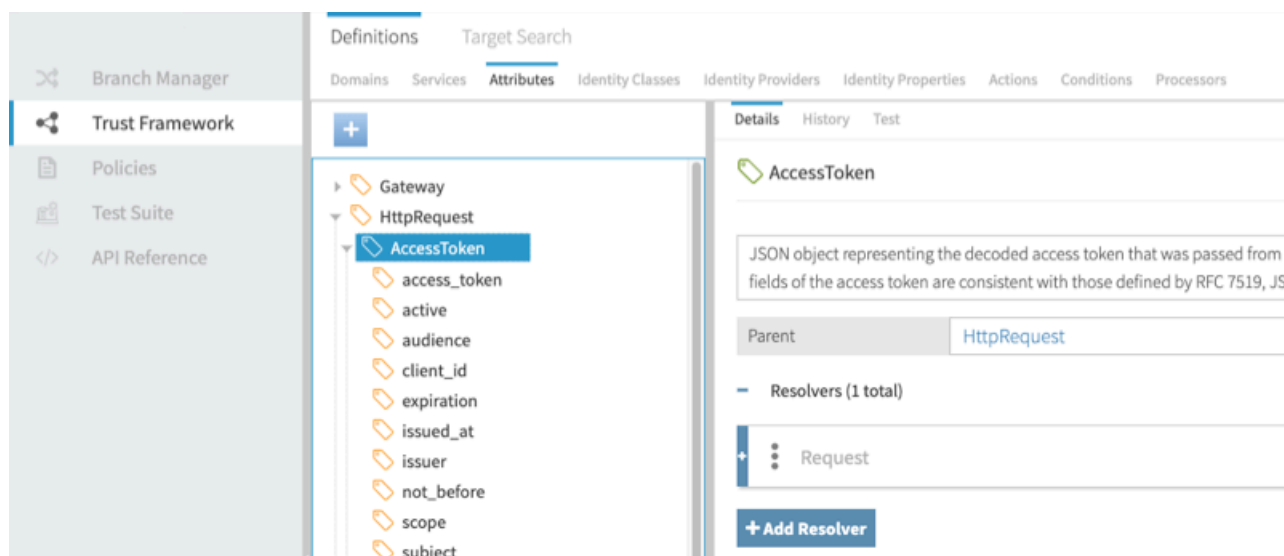 Definitions Target Search
Branch Manager
Trust Framework
Policies
Test Suite
API Reference
Domains Services Attributes Identity Classes Identity Providers Identity Properties Actions Conditions Processors
Gateway
HttpRequest
AccessToken
access_token
active
audience
client_id
expiration
issued_at
issuer
not_before
scope
subject
Details History Test
AccessToken
JSON object representing the decoded access token that was passed from
fields of the access token are consistent with those defined by RFC 7519, JS
Parent HttpRequest
Resolvers (1 total)
Request
+ Add Resolver